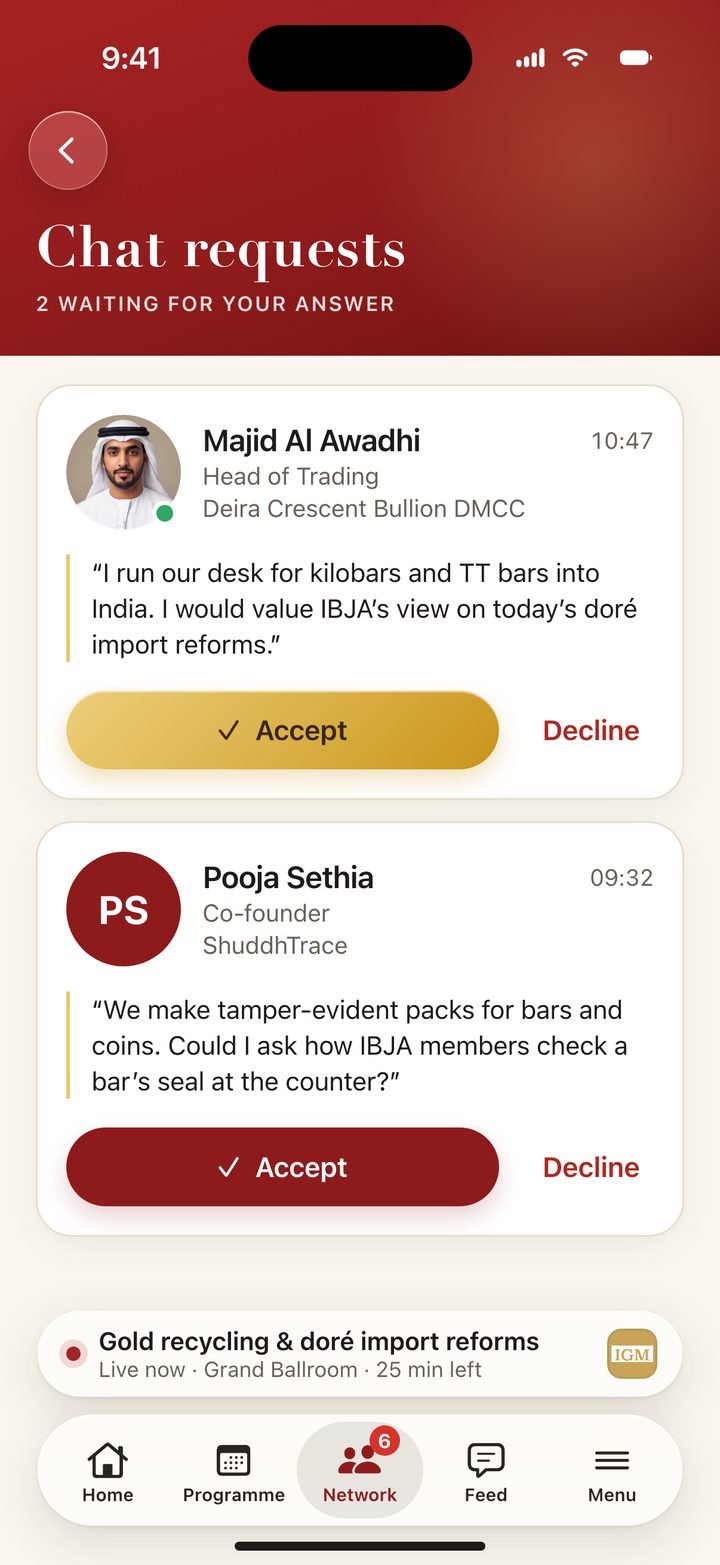 9:41
Chat requests
2 WAITING FOR YOUR ANSWER
Majid Al Awadhi
10:47
Head of Trading
Deira Crescent Bullion DMCC
“I run our desk for kilobars and TT bars into
India. I would value IBJA’s view on today’s doré
import reforms.”
Accept
Decline
PS
Pooja Sethia
09:32
Co-founder
ShuddhTrace
“We make tamper-evident packs for bars and
coins. Could I ask how IBJA members check a
bar’s seal at the counter?”
Accept
Decline
Gold recycling & doré import reforms
Live now · Grand Ballroom · 25 min left
IGM
6
Home
Programme
Network
Feed
Menu